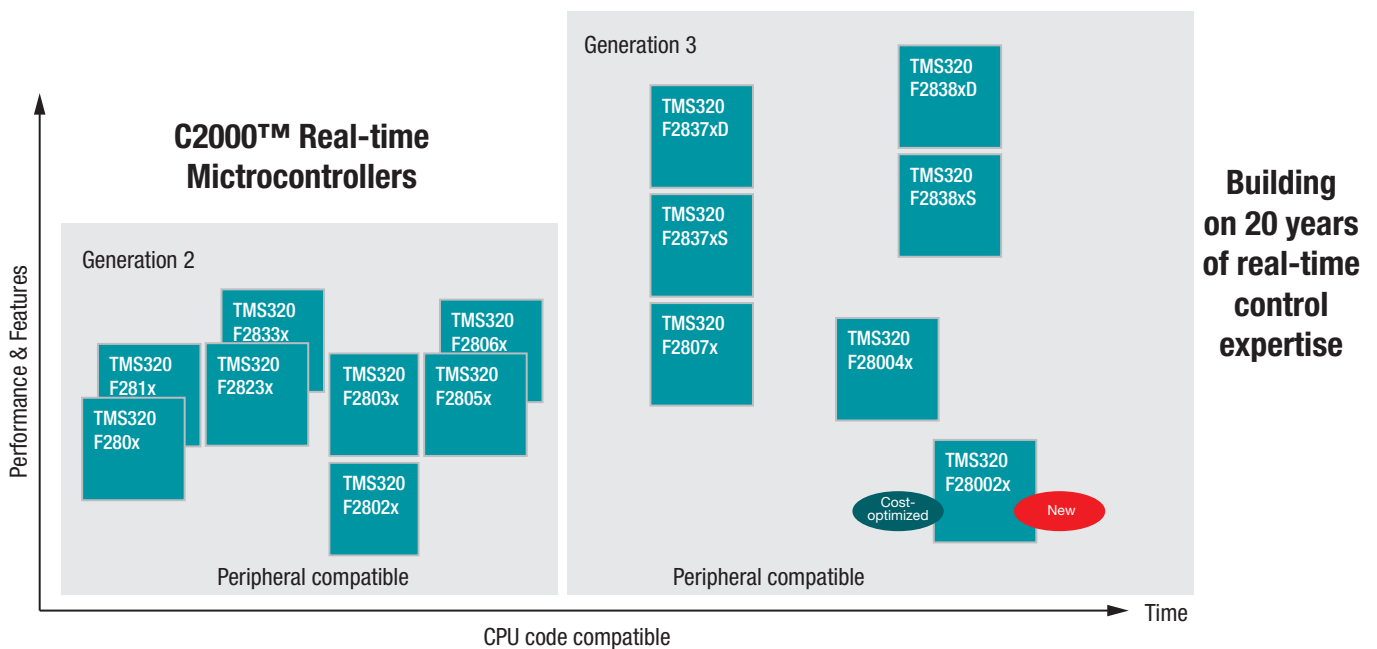 Generation 3
C2000™ Real-time
Mictrocontrollers
Building
on 20 years
of real-time
control
expertise
Performance & Features
Generation 2
TMS320
F281x
TMS320
F280x
TMS320
F2833x
TMS320
F2823x
TMS320
F2803x
TMS320
F2802x
TMS320
F2806x
TMS320
F2805x
Peripheral compatible
TMS320
F2837xD
TMS320
F2837xS
TMS320
F2807x
TMS320
F2838xD
TMS320
F2838xS
TMS320
F28004x
TMS320
F28002x
Cost-
optimized
New
Peripheral compatible
Time
CPU code compatible